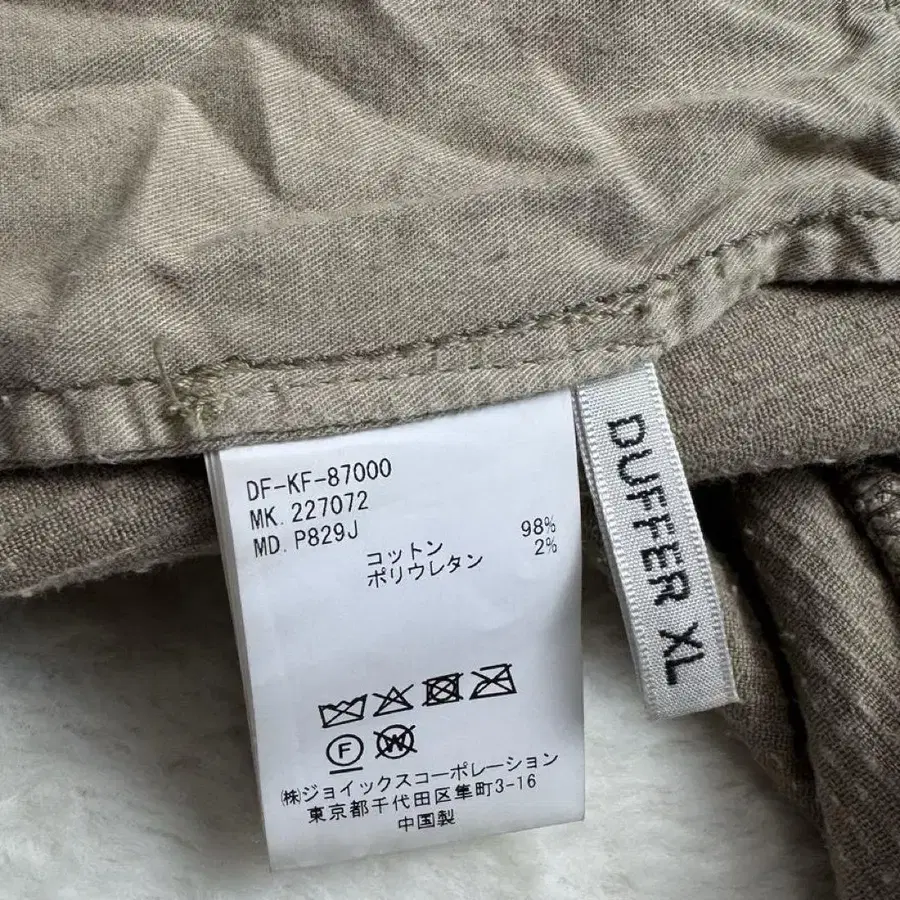 DF-KF-87000
MK. 227072
MD. P829J
コットン 98%
ポリウレタン 2%
F
W
㈱ジョイックスコーポレーション
東京都千代田区隼町3-16
中国製
DUFFER XL